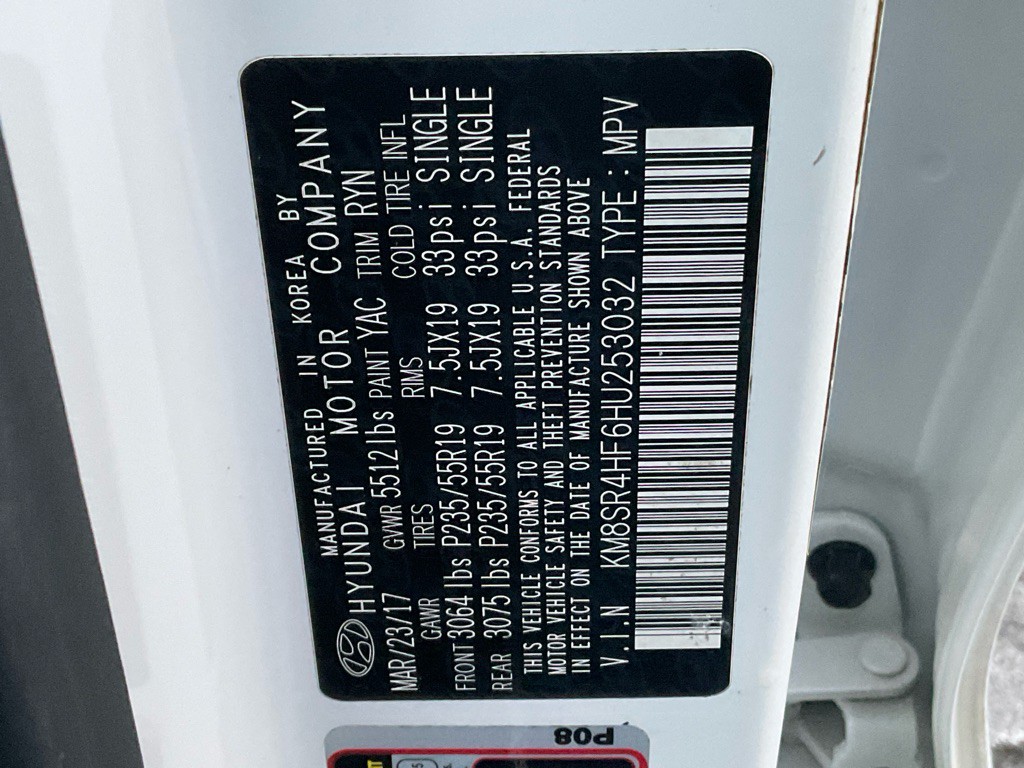 MANUFACTURED IN KOREA BY
HYUNDAI MOTOR COMPANY
MAR/23/17 GVWR 5512lbs PAINT YAC TRIM RYN
GAWR TIRES RIMS COLD TIRE INFL
FRONT 3064lbs P235/55R19 7.5JX19 33psi SINGLE
REAR 3075lbs P235/55R19 7.5JX19 33psi SINGLE
THIS VEHICLE CONFORMS TO ALL APPLICABLE U.S.A. FEDERAL
MOTOR VEHICLE SAFETY AND THEFT PREVENTION STANDARDS
IN EFFECT ON THE DATE OF MANUFACTURE SHOWN ABOVE
V.I.N KM8SR4HF6HU253032 TYPE : MPV
P08